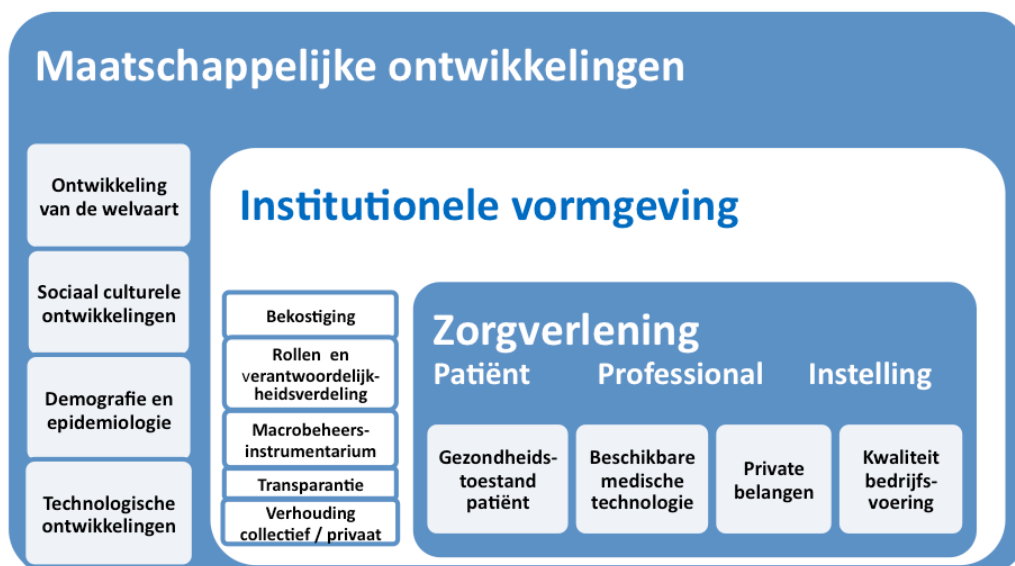 Maatschappelijke ontwikkelingen
Ontwikkeling
van de welvaart
Sociaal culturele
ontwikkelingen
Demografie en
epidemiologie
Technologische
ontwikkelingen
Institutionele vormgeving
Bekostiging
Rollen en
verantwoordelijk-
heidsverdeling
Macrobeheers-
instrumentarium
Transparantie
Verhouding
collectief / privaat
Zorgverlening
Patiënt Professional Instelling
Gezondheids-
toestand
patiënt
Beschikbare
medische
technologie
Private
belangen
Kwaliteit
bedrijfs-
voering